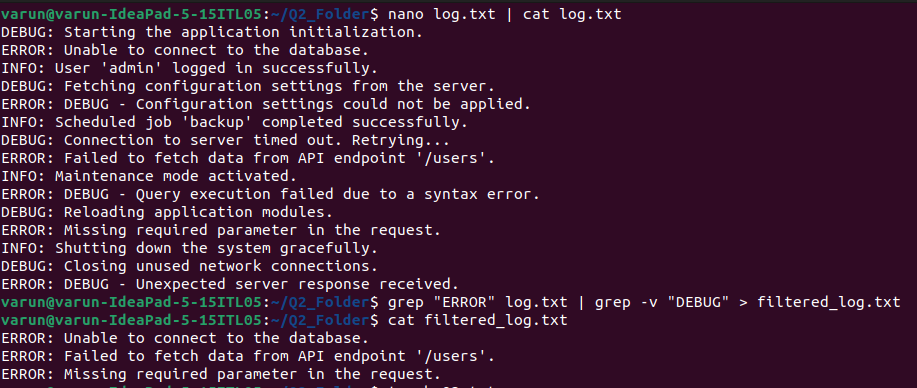 varun@varun-IdeaPad-5-15ITL05:~/Q2_Folder$ nano log.txt | cat log.txt
DEBUG: Starting the application initialization.
ERROR: Unable to connect to the database.
INFO: User 'admin' logged in successfully.
DEBUG: Fetching configuration settings from the server.
ERROR: DEBUG - Configuration settings could not be applied.
INFO: Scheduled job 'backup' completed successfully.
DEBUG: Connection to server timed out. Retrying...
ERROR: Failed to fetch data from API endpoint '/users'.
INFO: Maintenance mode activated.
ERROR: DEBUG - Query execution failed due to a syntax error.
DEBUG: Reloading application modules.
ERROR: Missing required parameter in the request.
INFO: Shutting down the system gracefully.
DEBUG: Closing unused network connections.
ERROR: DEBUG - Unexpected server response received.
varun@varun-IdeaPad-5-15ITL05:~/Q2_Folder$ grep "ERROR" log.txt | grep -v "DEBUG" > filtered_log.txt
varun@varun-IdeaPad-5-15ITL05:~/Q2_Folder$ cat filtered_log.txt
ERROR: Unable to connect to the database.
ERROR: Failed to fetch data from API endpoint '/users'.
ERROR: Missing required parameter in the request.